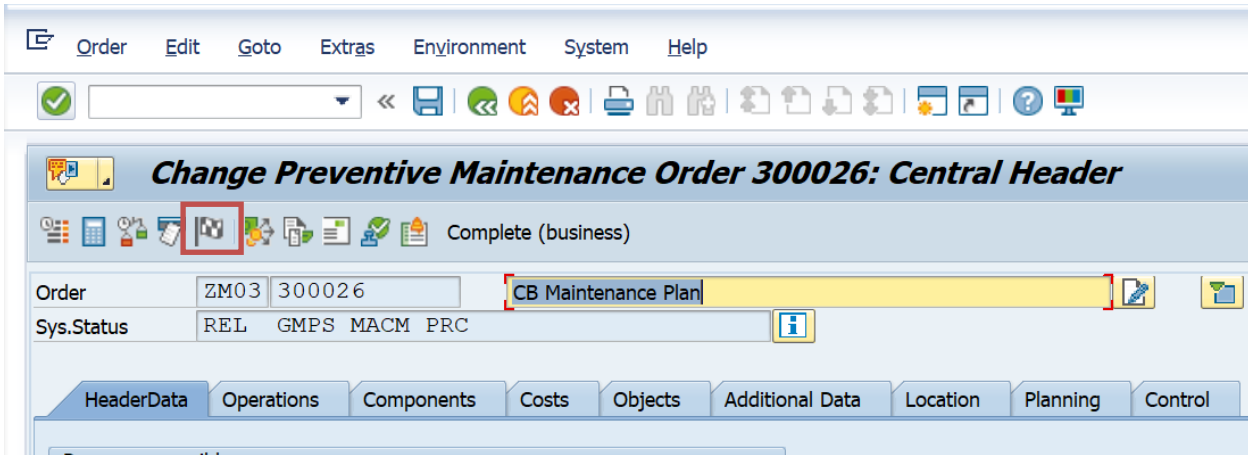 Order Edit Goto Extras Environment System Help
Change Preventive Maintenance Order 300026: Central Header
Complete (business)
Order ZM03 300026 CB Maintenance Plan
Sys.Status REL GMPS MACM PRC
HeaderData Operations Components Costs Objects Additional Data Location Planning Control